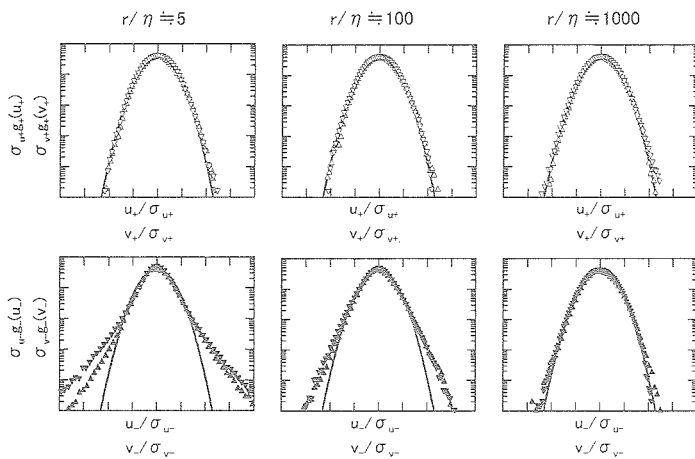 r/η≒5
r/η≒100
r/η≒1000
σu+g+(u+)
σv+g+(v+)
u+/σu+
v+/σv+
u+/σu+
v+/σv+.
u+/σu+
v+/σv+
σu-g-(u-)
σv-g-(v-)
u-/σu-
v-/σv-
u-/σu-
v-/σv-
u-/σu-
v-/σv-